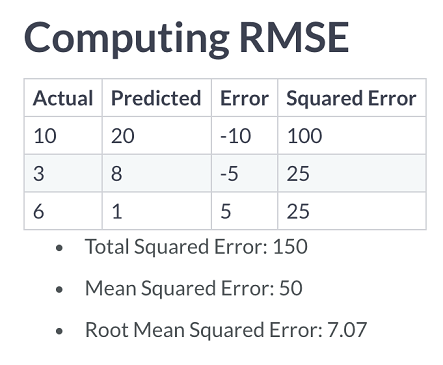 Computing RMSE
Actual Predicted Error Squared Error
10 20 -10 100
3 8 -5 25
6 1 5 25
• Total Squared Error: 150
• Mean Squared Error: 50
• Root Mean Squared Error: 7.07